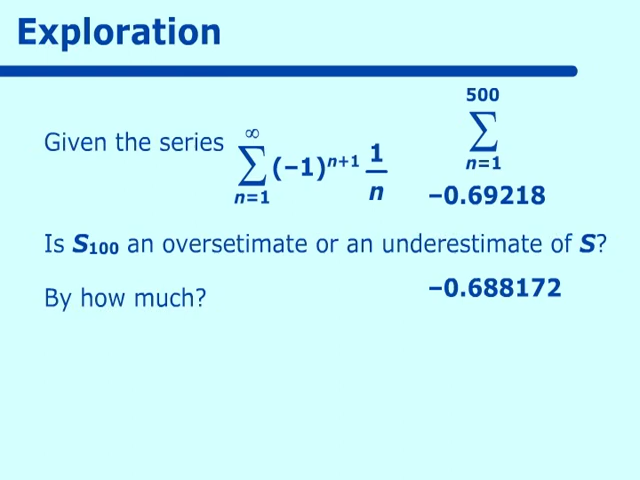 Exploration
Given the series ∞ ∑ n=1 (–1)ⁿ⁺¹ 1/n
500 ∑ n=1
–0.69218
Is S₁₀₀ an oversetimate or an underestimate of S?
By how much?
–0.688172